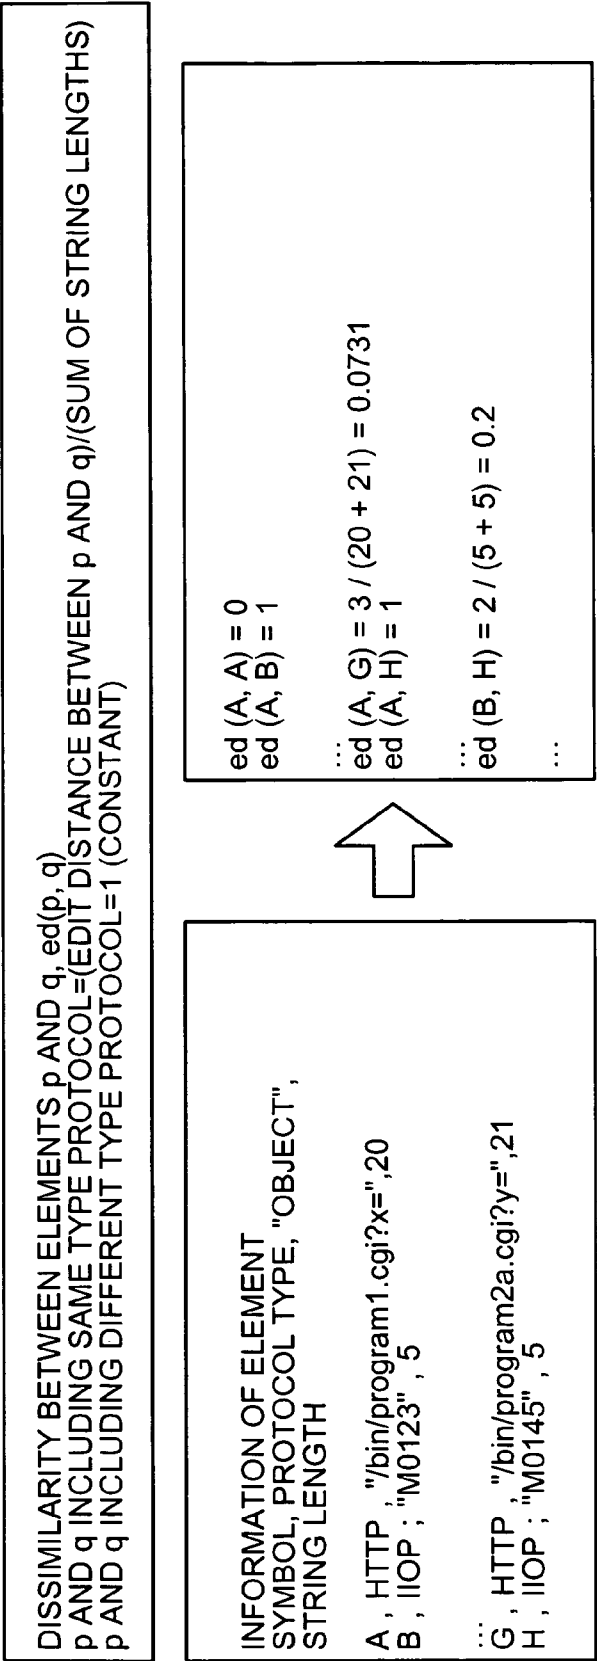 DISSIMILARITY BETWEEN ELEMENTS p AND q, ed(p, q)
p AND q INCLUDING SAME TYPE PROTOCOL=(EDIT DISTANCE BETWEEN p AND q)/(SUM OF STRING LENGTHS)
p AND q INCLUDING DIFFERENT TYPE PROTOCOL=1 (CONSTANT)
INFORMATION OF ELEMENT
SYMBOL, PROTOCOL TYPE, "OBJECT",
STRING LENGTH
A , HTTP , "/bin/program1.cgi?x=",20
B , IIOP ; "M0123" , 5
...
G , HTTP , "/bin/program2a.cgi?y=",21
H , IIOP ; "M0145" , 5
ed (A, A) = 0
ed (A, B) = 1
...
ed (A, G) = 3 / (20 + 21) = 0.0731
ed (A, H) = 1
...
ed (B, H) = 2 / (5 + 5) = 0.2
...